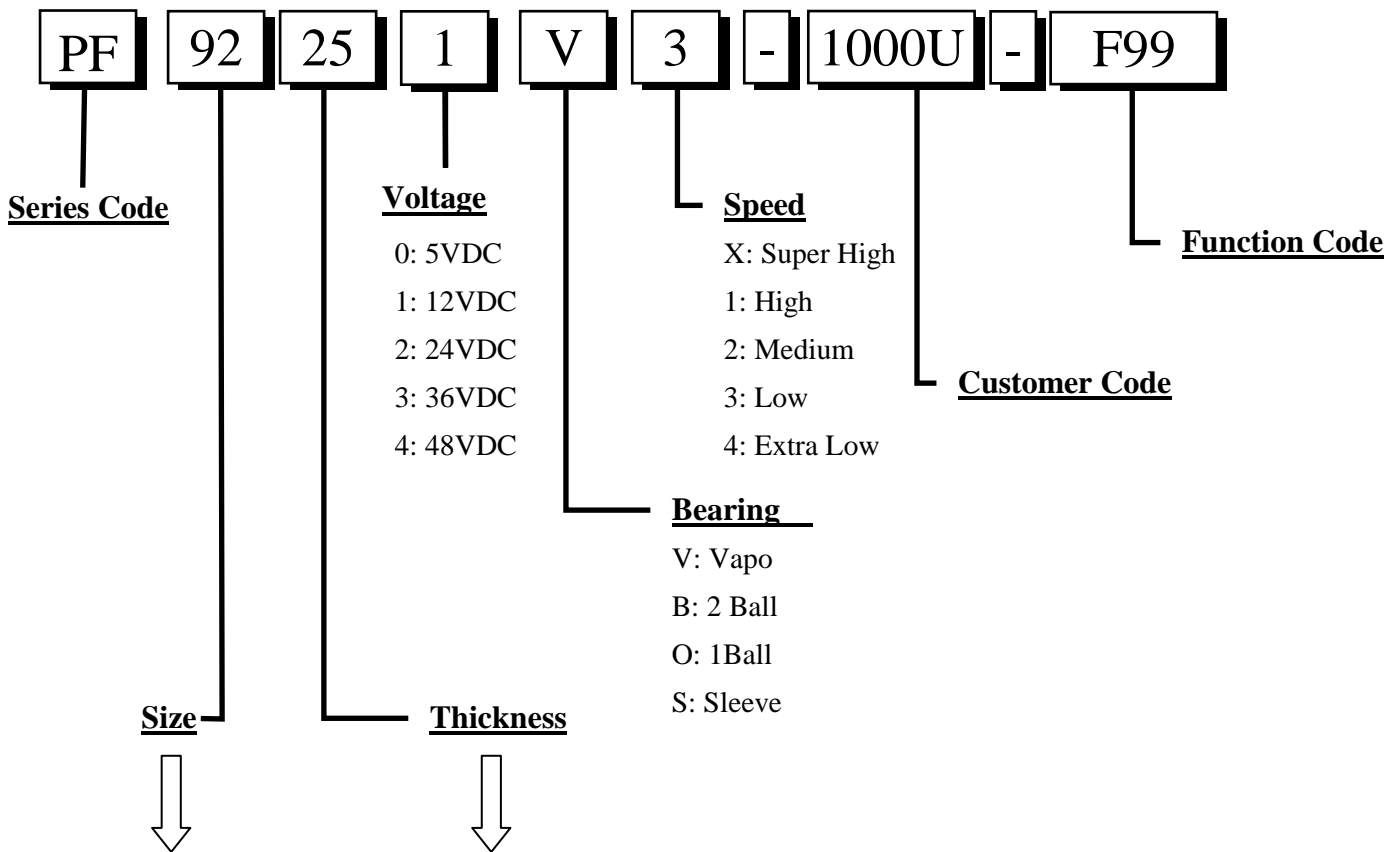 PF 92 25 1 V 3 - 1000U - F99
Series Code
Voltage
0: 5VDC
1: 12VDC
2: 24VDC
3: 36VDC
4: 48VDC
Speed
X: Super High
1: High
2: Medium
3: Low
4: Extra Low
Function Code
Customer Code
Bearing
V: Vapo
B: 2 Ball
O: 1Ball
S: Sleeve
Size
Thickness